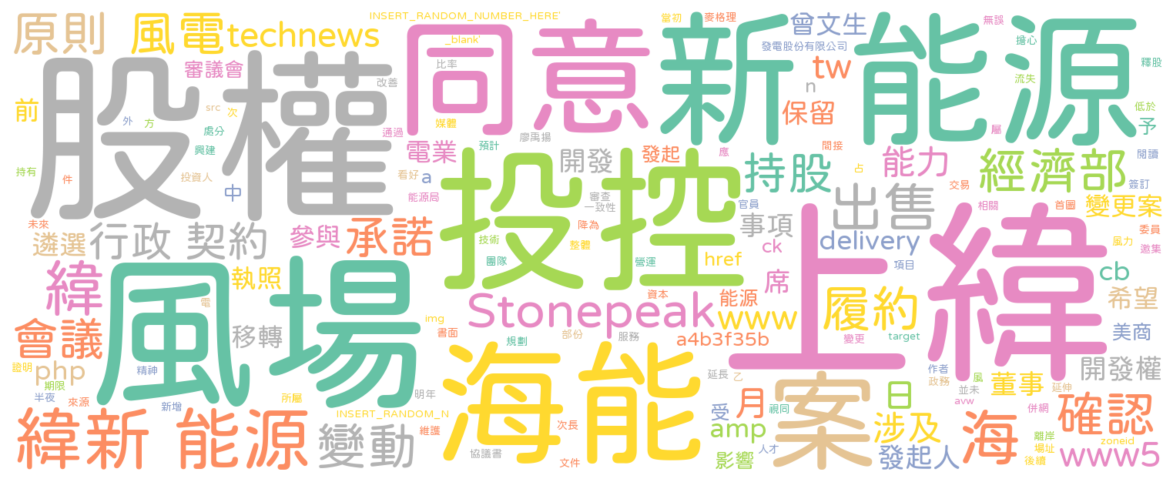 INSERT_RANDOM_NUMBER_HERE
當初
麥格理
曾文生
無誤
原則
風電
technews
_blank
發電股份有限公司
擔心
釋股
審議會
改善
比率
同意
新
能源
tw
流失
股權
前
src
次
媒體
n
保留
低於
予
外
方
處分
通過
廖禹揚
間接
屬
興建
預計
電業
開發
發起
庫
能力
經濟部
閱讀
持有
件
投資人
中
看好
a
能源局
投控
審查
一致性
持股
占
交易
簽訂
未來
遴選
行政
契約
參與
承諾
技術
降為
官員
事項
出售
相關
首圖
變更案
委員
風力
邀集
團隊
整體
營運
ck
delivery
項目
上緯
緯
風場
執照
電
資本
能源
href
席
cb
希望
會議
移轉
img
Stonepeak
www
履約
美商
書面
規劃
部份
服務
a4b3f35b
變更
target
php
證明
精神
期限
半夜
來源
新增
所屬
明年
海能
延長
乙
案
作者
政務
並未
風
董事
延伸
開發權
avw
併網
INSERT_RANDOM_N
受
月
視同
日
緯新
能源
變動
維護
次長
amp
涉及
海
確認
離岸
場址
後續
zoneid
協議書
文件
影響
人才
發起人
www5